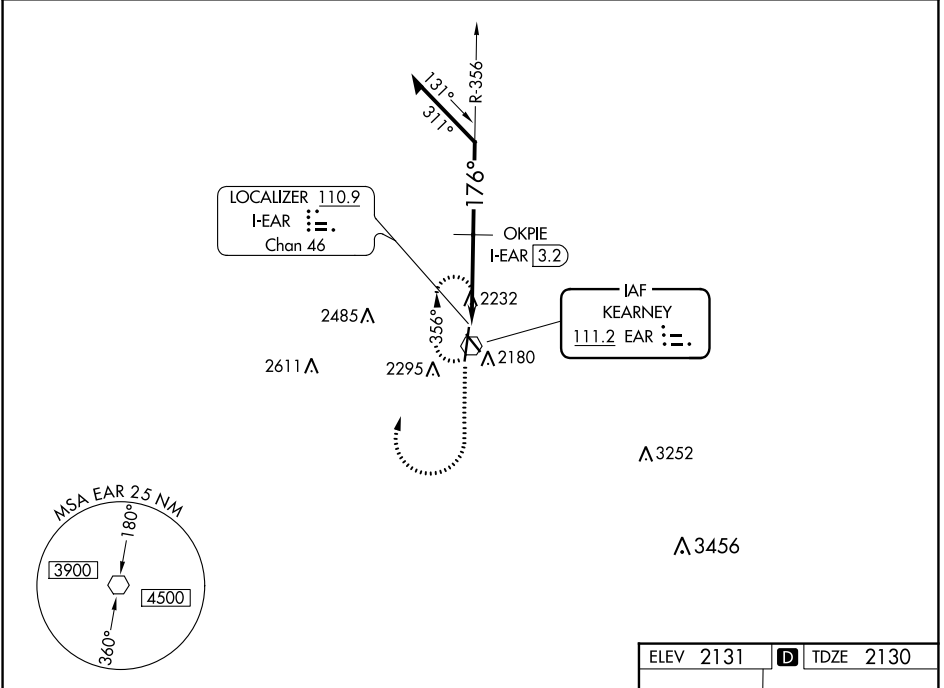 R-356
131°
311°
176°
LOCALIZER 110.9
I-EAR
Chan 46
OKPIE
I-EAR 3.2
2232
IAF
KEARNEY
111.2 EAR
2485
356°
2611
2295
2180
3252
3456
MSA EAR 25 NM
180°
3900
4500
360°
ELEV 2131 D TDZE 2130